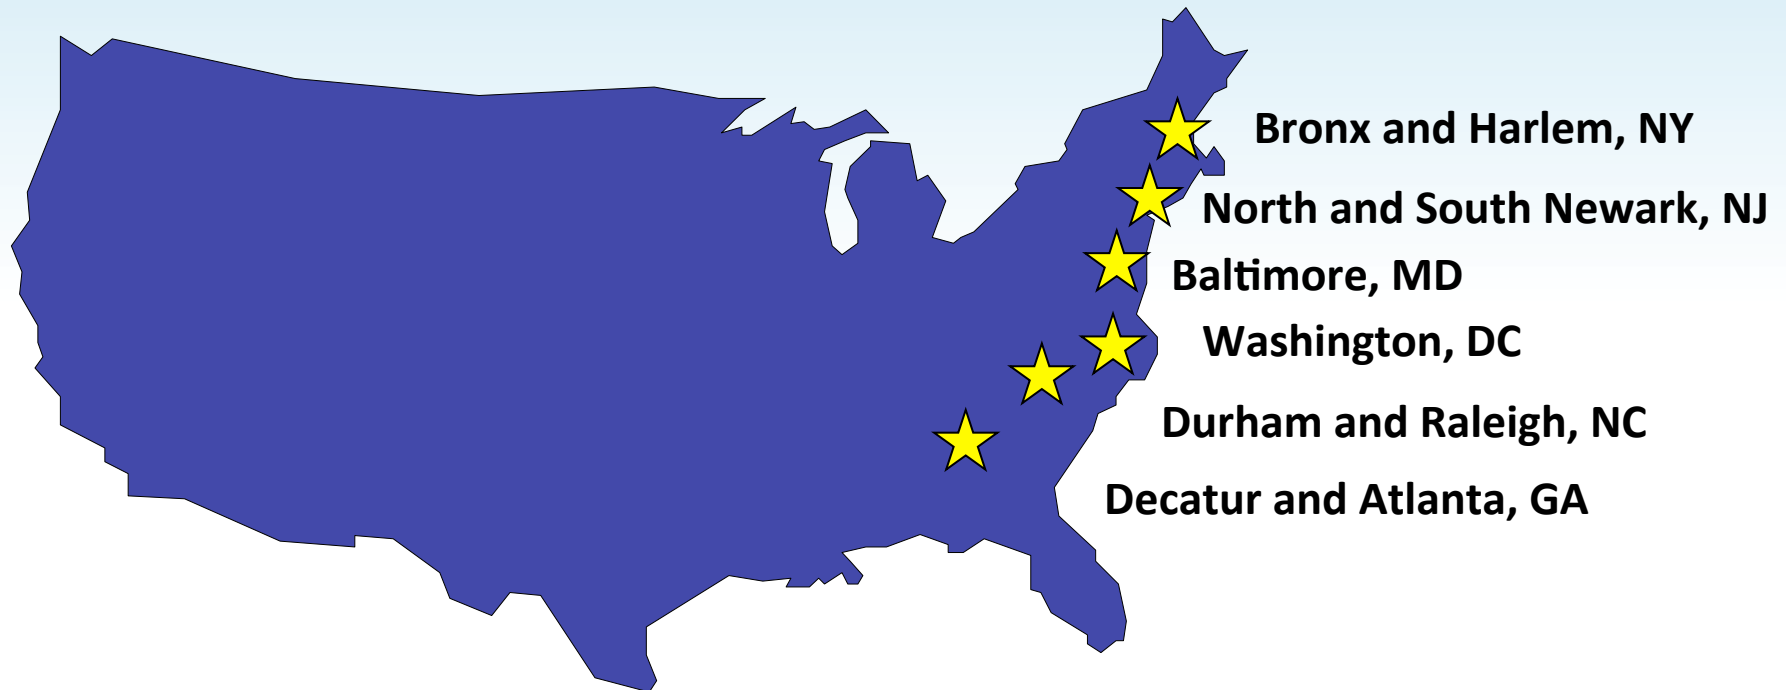 Bronx and Harlem, NY
North and South Newark, NJ
Baltimore, MD
Washington, DC
Durham and Raleigh, NC
Decatur and Atlanta, GA